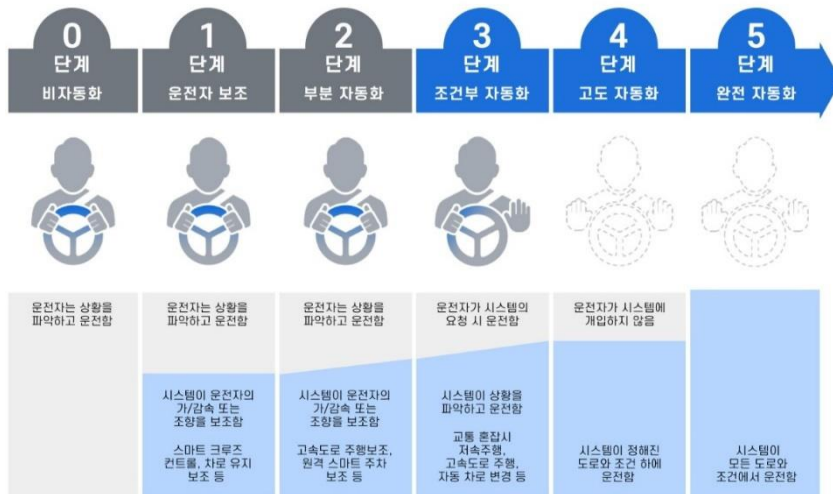 0
단계
비자동화
1
단계
운전자 보조
2
단계
부분 자동화
3
단계
조건부 자동화
4
단계
고도 자동화
5
단계
완전 자동화
운전자는 상황을
파악하고 운전함
운전자는 상황을
파악하고 운전함
시스템이 운전자의
가/감속 또는
조향을 보조함
스마트 크루즈
컨트롤, 차로 유지
보조 등
운전자는 상황을
파악하고 운전함
시스템이 운전자의
가/감속 또는
조향을 보조함
고속도로 주행보조,
원격 스마트 주차
보조 등
운전자가 시스템의
요청 시 운전함
시스템이 상황을
파악하고 운전함
교통 혼잡시
저속주행,
고속도로 주행,
자동 차로 변경 등
운전자가 시스템에
개입하지 않음
시스템이 정해진
도로와 조건 하에
운전함
시스템이
모든 도로와
조건에서 운전함